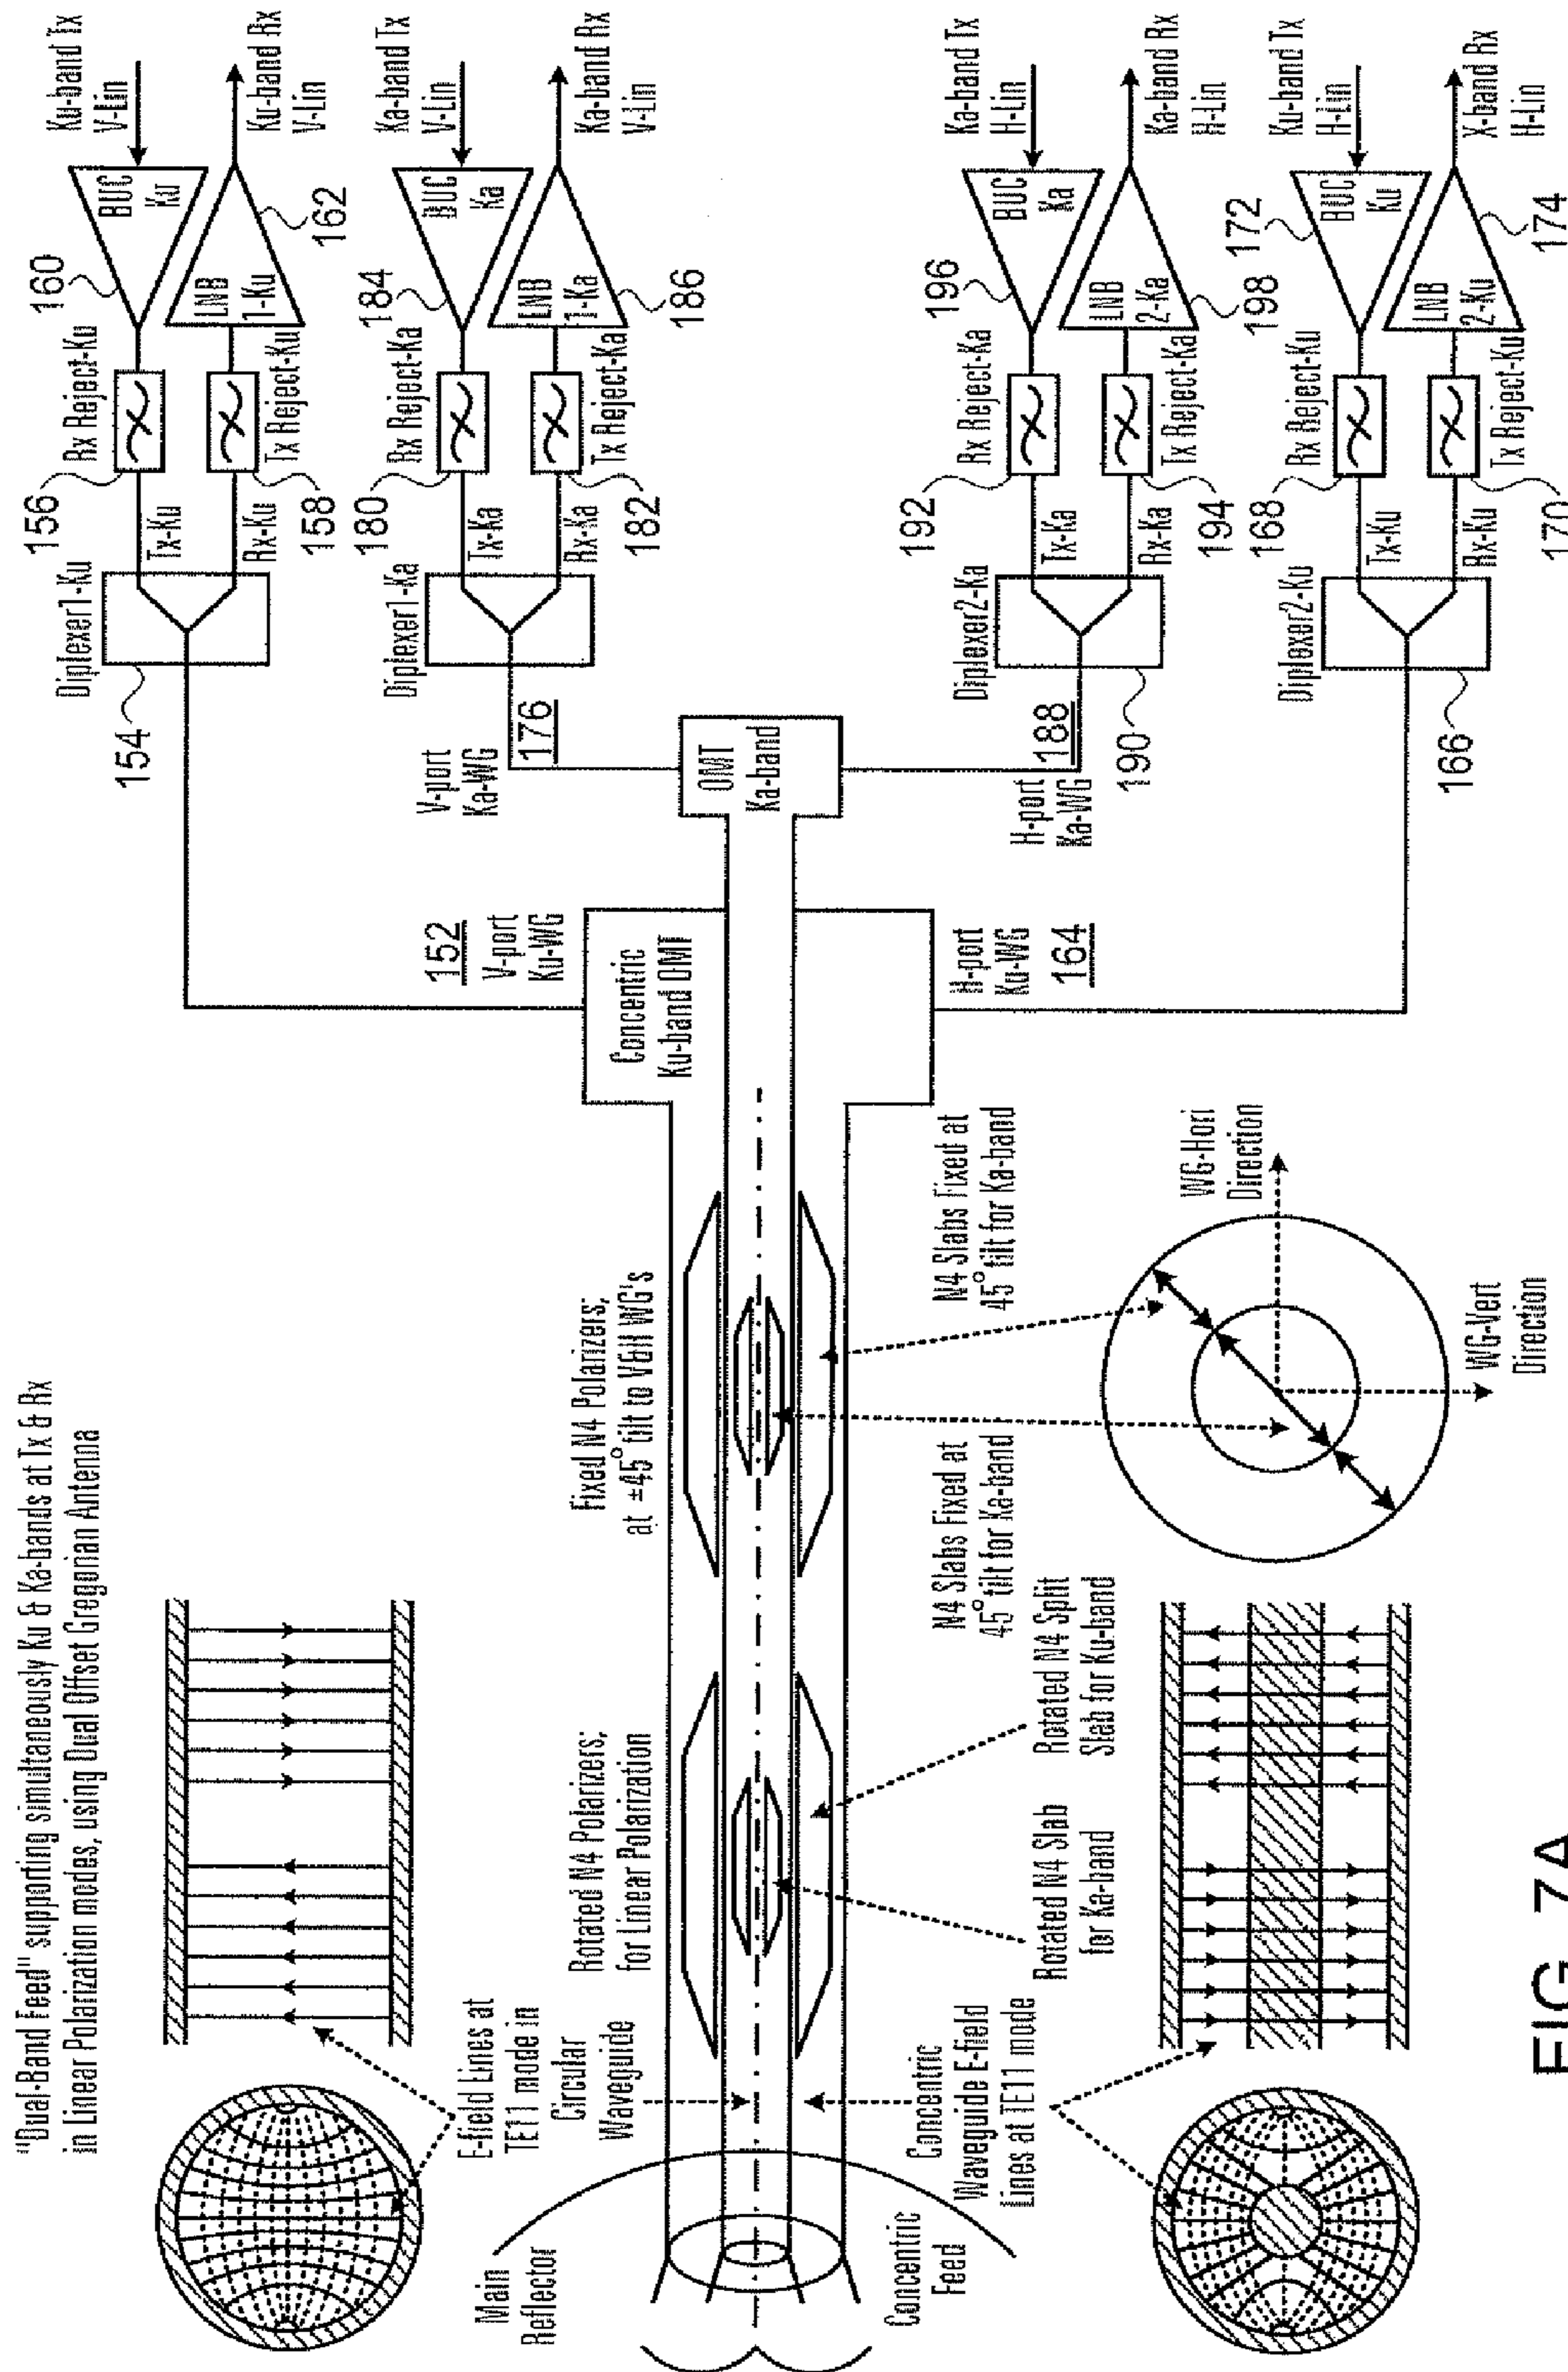 "Dual-Band Feed" supporting simultaneously Ku & Ka-bands at Tx & Rx
in Linear Polarization modes, using Dual Offset Gregorian Antenna
E-field Lines at
TE11 mode in
Circular
Waveguide
Main
Reflector
Concentric
Feed
Concentric
Waveguide E-field
Lines at TE11 mode
Rotated λ/4 Polarizers,
for Linear Polarization
Fixed λ/4 Polarizers,
at ±45° tilt to V&H WG's
Rotated λ/4 Slab
for Ka-band
Rotated λ/4 Split
Slab for Ku-band
λ/4 Slabs Fixed at
45° tilt for Ka-band
λ/4 Slabs Fixed at
45° tilt for Ka-band
WG-Hori
Direction
WG-Vert
Direction
Concentric
Ku-band OMT
152
V-port
Ku-WG
H-port
Ku-WG
164
OMT
Ka-band
V-port
Ka-WG
176
H-port
Ka-WG
188
Diplexer1-Ku
154
Tx-Ku
Rx-Ku
156
Rx Reject-Ku
158
Tx Reject-Ku
160
BUC
Ku
LNB
1-Ku
162
Ku-band Tx
V-Lin
Ku-band Rx
V-Lin
Diplexer1-Ka
Tx-Ka
Rx-Ka
180
Rx Reject-Ka
182
Tx Reject-Ka
184
BUC
Ka
LNB
1-Ka
186
Ka-band Tx
V-Lin
Ka-band Rx
V-Lin
Diplexer2-Ka
190
Tx-Ka
Rx-Ka
192
Rx Reject-Ka
194
Tx Reject-Ka
196
BUC
Ka
LNB
2-Ka
198
Ka-band Tx
H-Lin
Ka-band Rx
H-Lin
Diplexer2-Ku
166
Tx-Ku
Rx-Ku
168
Rx Reject-Ku
170
Tx Reject-Ku
172
BUC
Ku
LNB
2-Ku
174
Ku-band Tx
H-Lin
X-band Rx
H-Lin
FIG. 7A